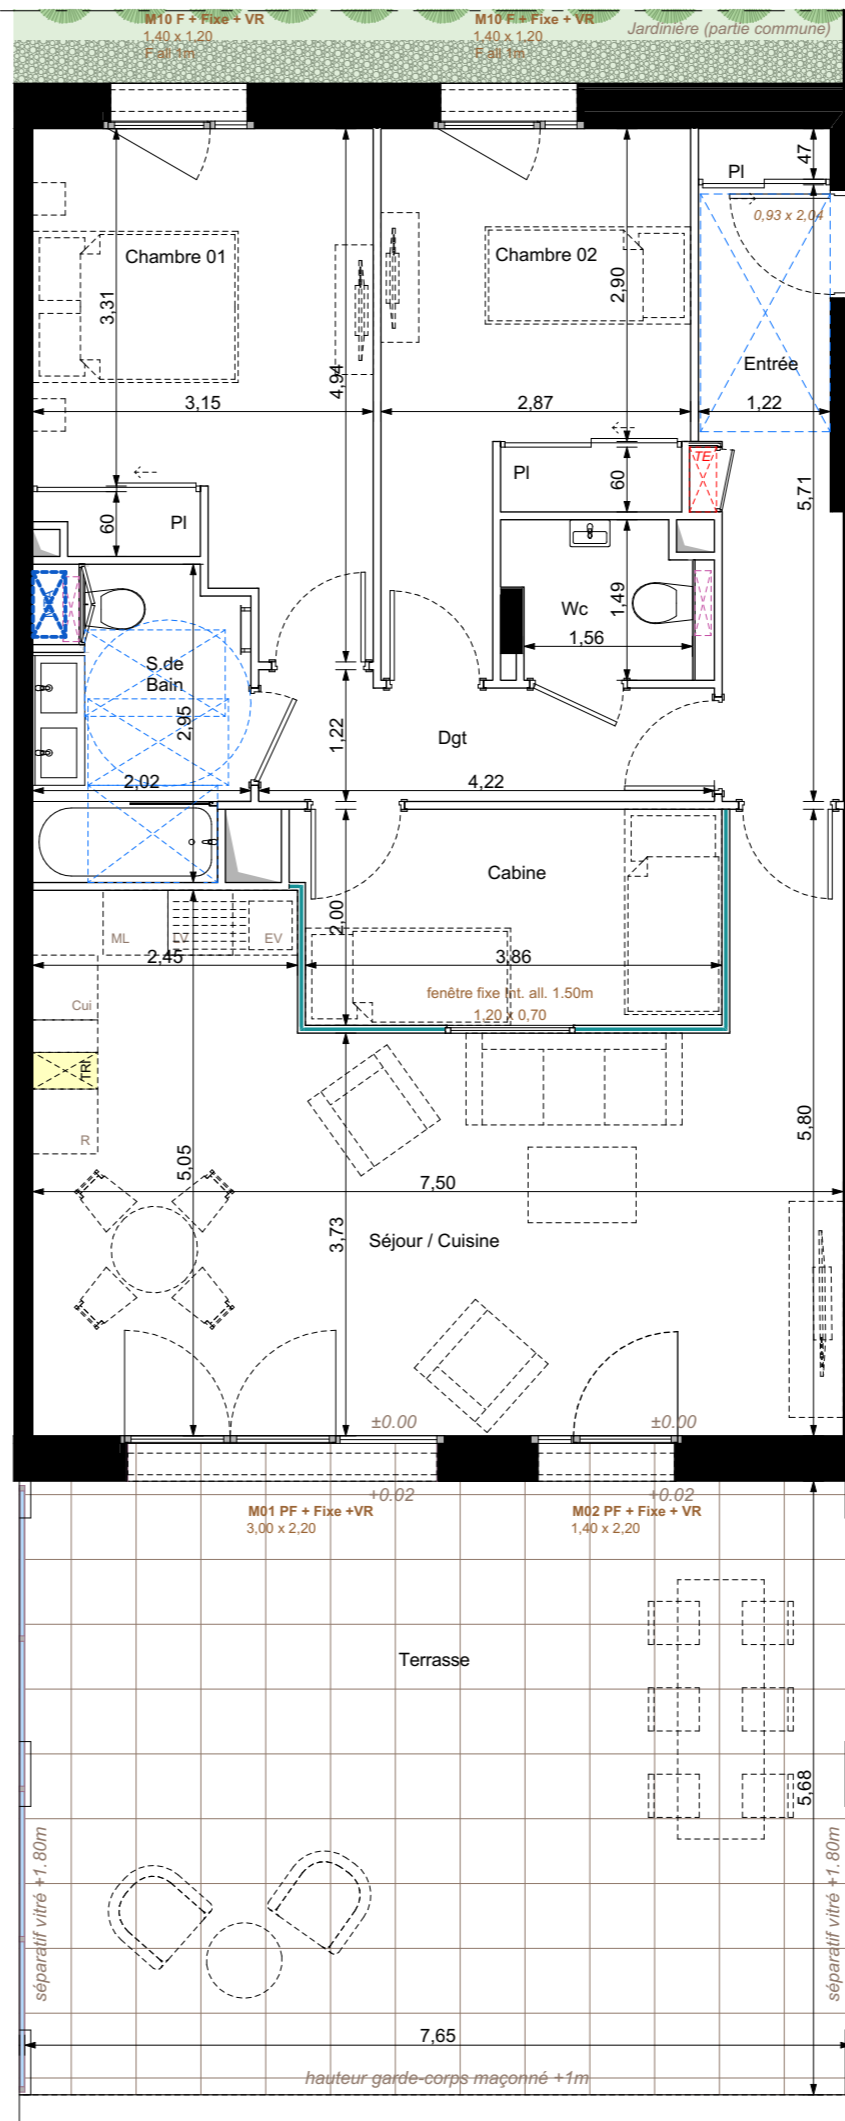 M10 F + Fixe + VR
1,40 x 1,20
F all 1m
M10 F + Fixe + VR
1,40 x 1,20
F all 1m
Jardinière (partie commune)
47
Pl
0,93 x 2,04
Chambre 01
Chambre 02
3,31
2,90
4,94
Entrée
3,15
2,87
1,22
5,71
Pl
60
TE
Pl
60
Wc
1,49
1,56
S.de
Bain
2,95
1,22
Dgt
2,02
4,22
Cabine
2,00
ML
LV
EV
2,45
3,86
fenêtre fixe int. all. 1.50m
1,20 x 0,70
Cui
TRI
R
5,05
5,80
7,50
3,73
Séjour / Cuisine
±0.00
±0.00
+0.02
+0.02
M01 PF + Fixe +VR
3,00 x 2,20
M02 PF + Fixe + VR
1,40 x 2,20
Terrasse
5,68
séparatif vitré +1.80m
séparatif vitré +1.80m
7,65
hauteur garde-corps maçonné +1m